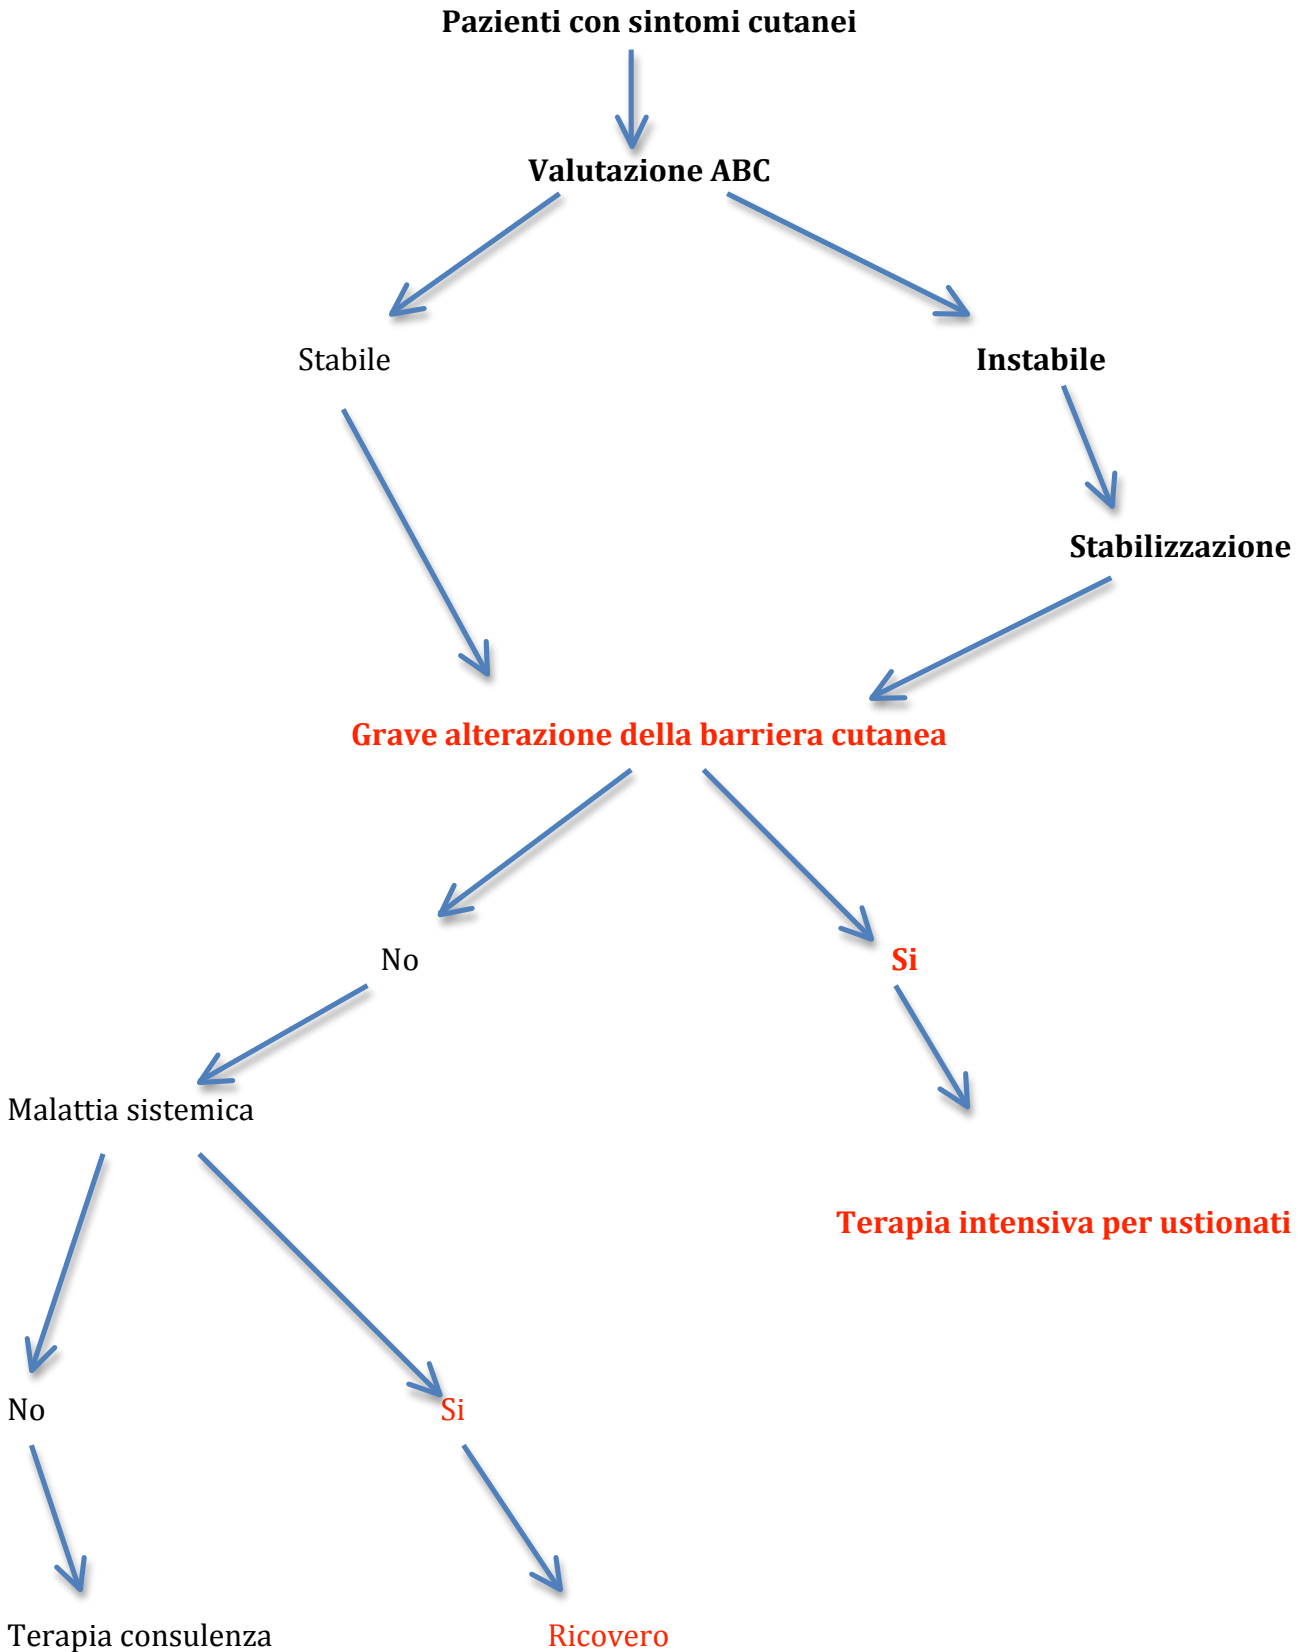 Pazienti con sintomi cutanei
Valutazione ABC
Stabile
Instabile
Stabilizzazione
Grave alterazione della barriera cutanea
No
Si
Malattia sistemica
Terapia intensiva per ustionati
No
Si
Terapia consulenza
Ricovero